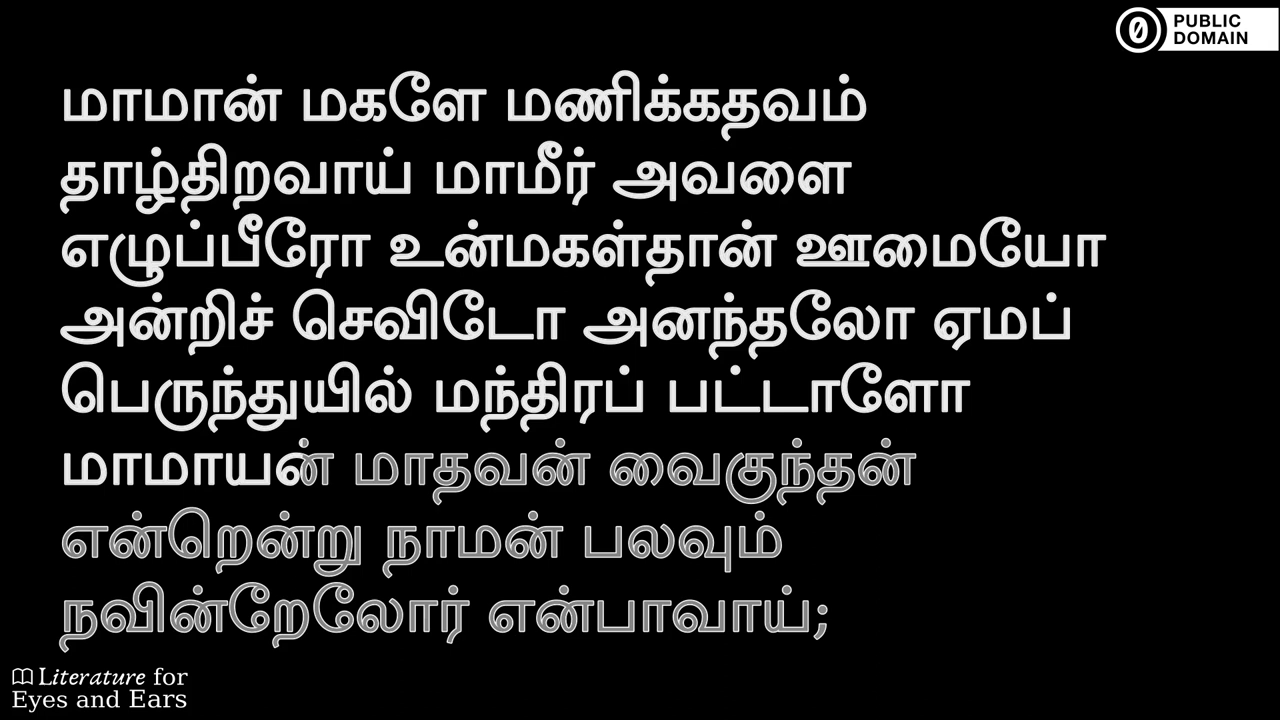 PUBLIC
DOMAIN
மாமான் மகளே மணிக்கதவம்
தாழ்திறவாய் மாமீர் அவளை
எழுப்பீரோ உன்மகள்தான் ஊமையோ
அன்றிச் செவிடோ அனந்தலோ ஏமப்
பெருந்துயில் மந்திரப் பட்டாளோ
மாமாயன் மாதவன் வைகுந்தன்
என்றென்று நாமன் பலவும்
நவின்றேலோர் என்பாவாய்;
Literature for
Eyes and Ears